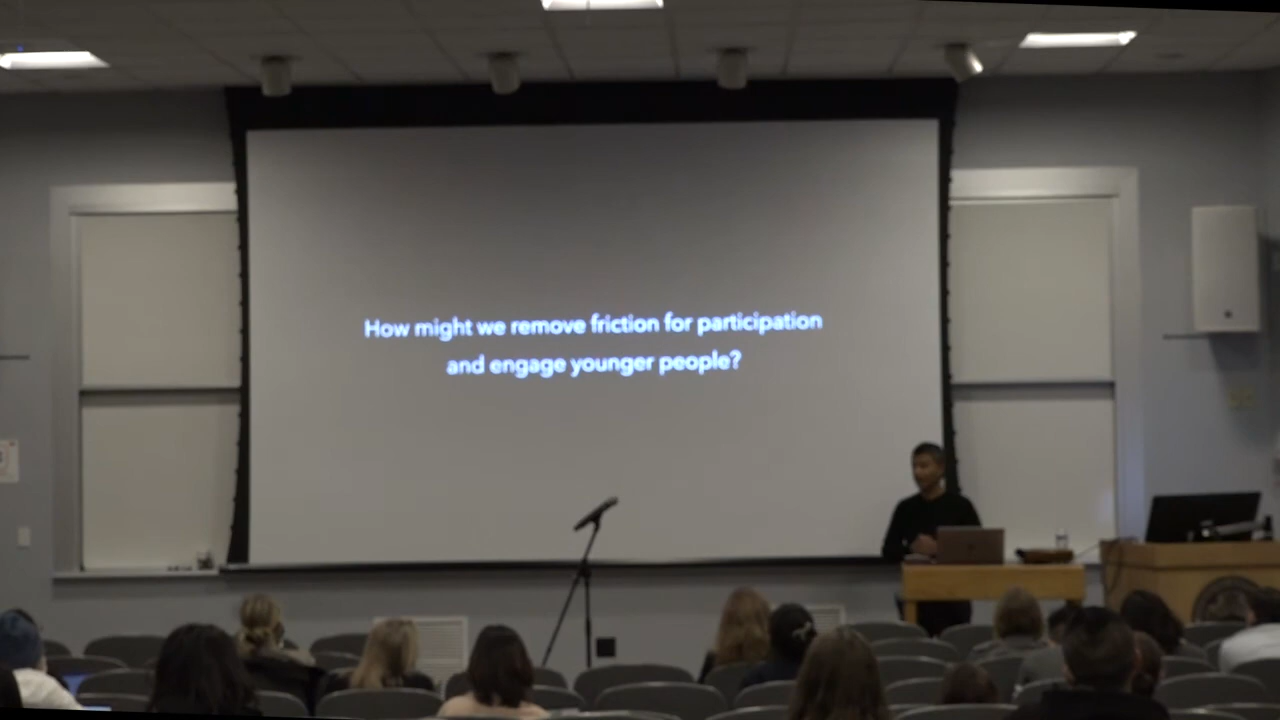 How might we remove friction for participation
and engage younger people?